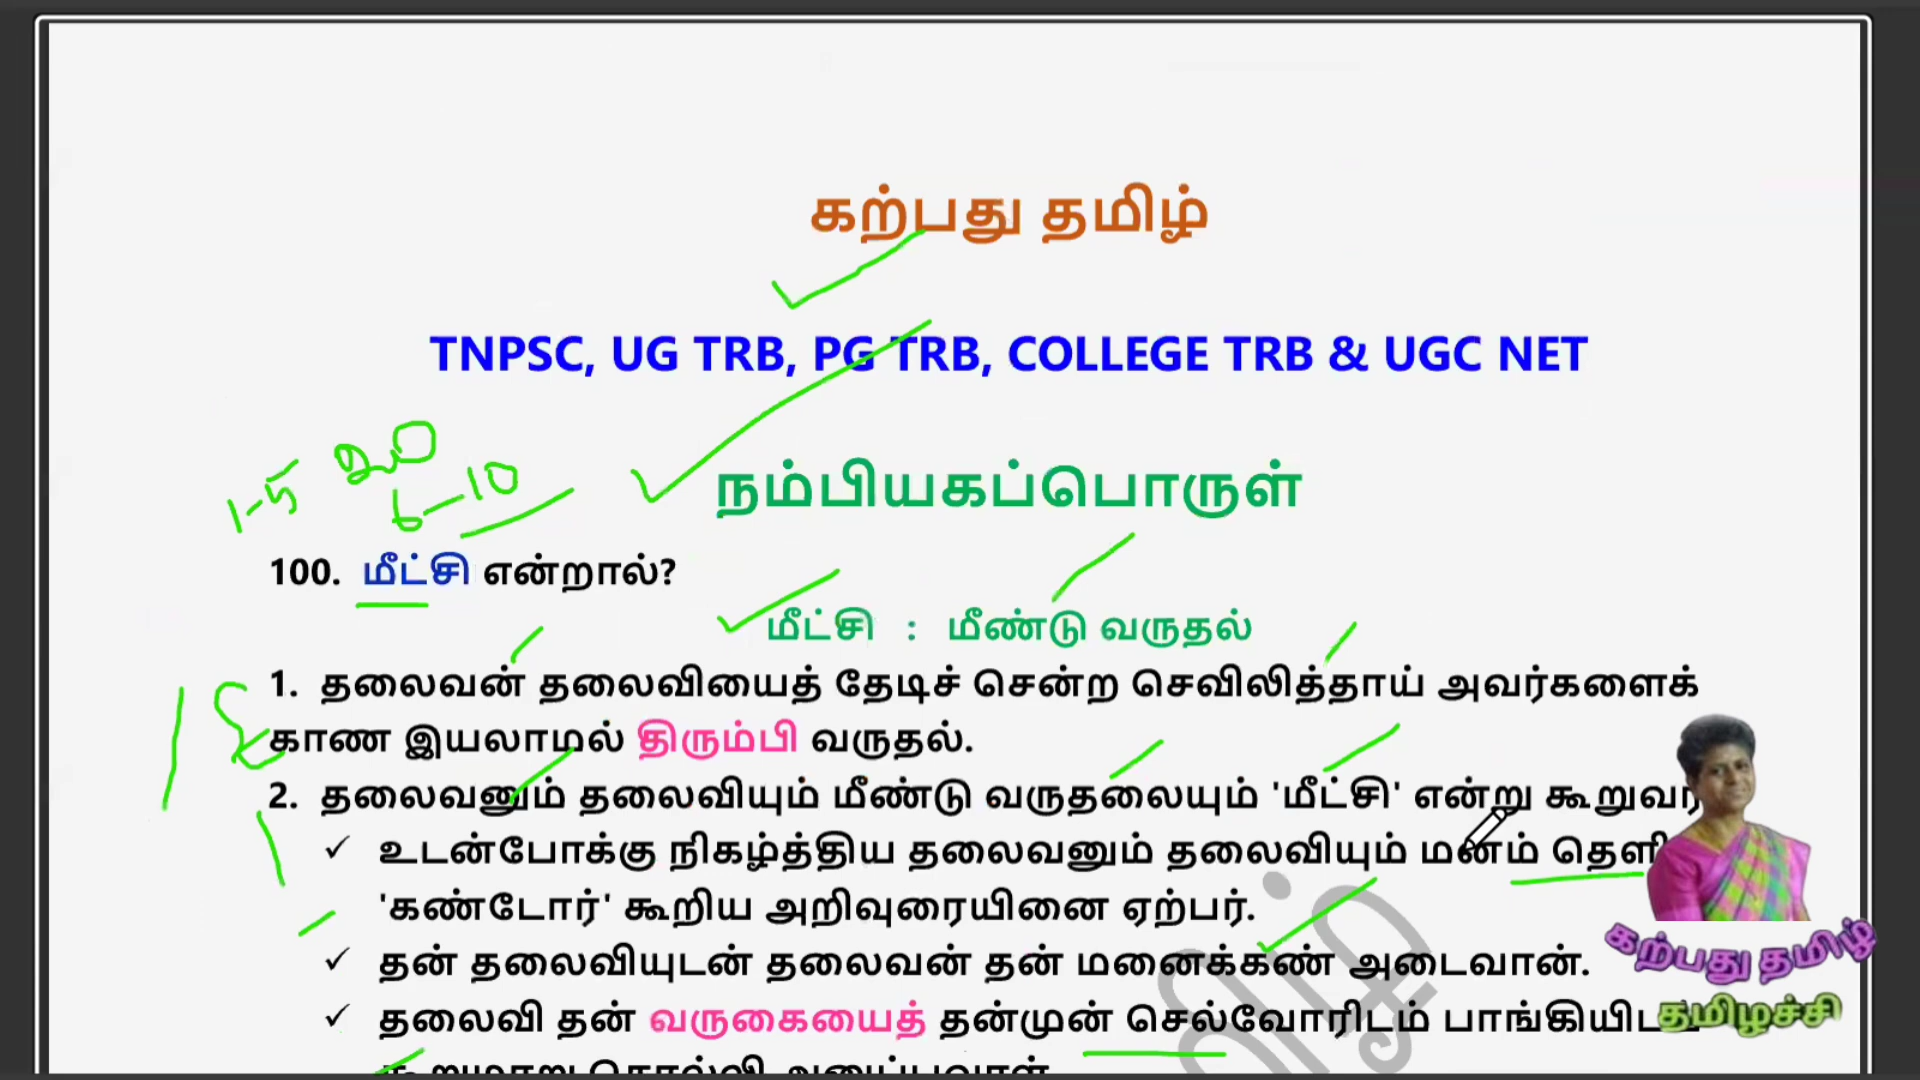 கற்பது தமிழ்
TNPSC, UG TRB, PG TRB, COLLEGE TRB & UGC NET
1-5
6-10
நம்பியகப்பொருள்
100. மீட்சி என்றால்?
மீட்சி : மீண்டு வருதல்
1. தலைவன் தலைவியைத் தேடிச் சென்ற செவிலித்தாய் அவர்களைக்
காண இயலாமல் திரும்பி வருதல்.
2. தலைவனும் தலைவியும் மீண்டு வருதலையும் 'மீட்சி' என்று கூறுவர்
✓ உடன்போக்கு நிகழ்த்திய தலைவனும் தலைவியும் மனம்
'கண்டோர்' கூறிய அறிவுரையினை ஏற்பர்.
✓ தன் தலைவியுடன் தலைவன் தன் மனைக்கண் அடைவான்.
✓ தலைவி தன் வருகையைத் தன்முன் செல்வோரிடம்
கற்பது தமிழ்
தமிழச்சி